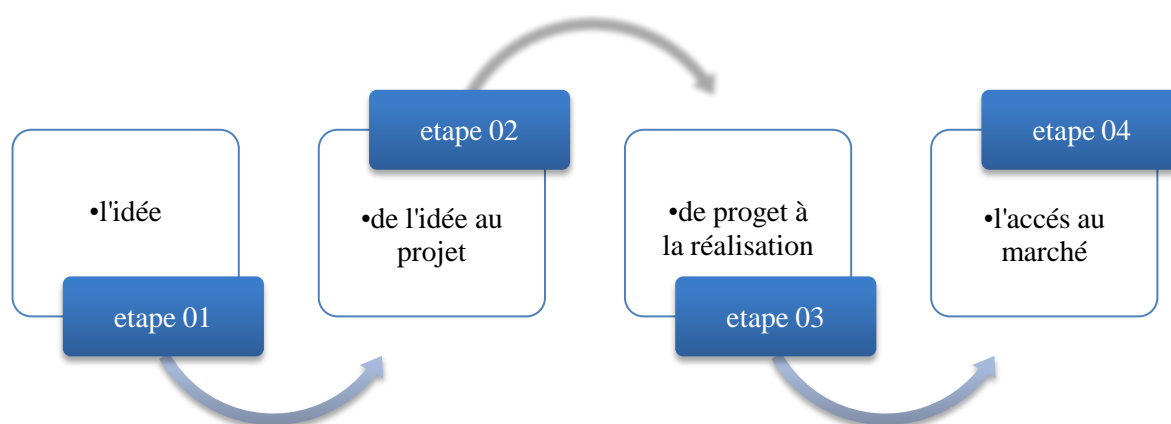 •l'idée
etape 01
etape 02
•de l'idée au
projet
•de proget à
la réalisation
etape 03
etape 04
•l'accés au
marché